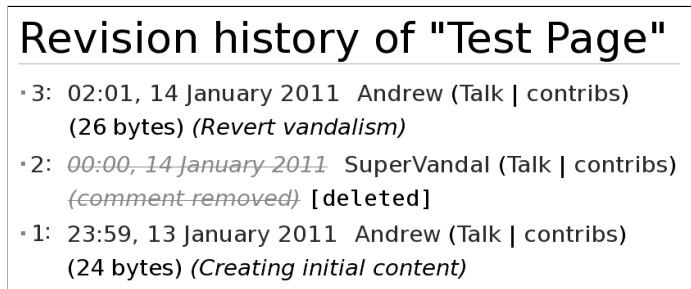 Revision history of "Test Page"
3: 02:01, 14 January 2011 Andrew (Talk | contribs)
(26 bytes) (Revert vandalism)
2: 00:00, 14 January 2011 SuperVandal (Talk | contribs)
(comment removed) [deleted]
1: 23:59, 13 January 2011 Andrew (Talk | contribs)
(24 bytes) (Creating initial content)